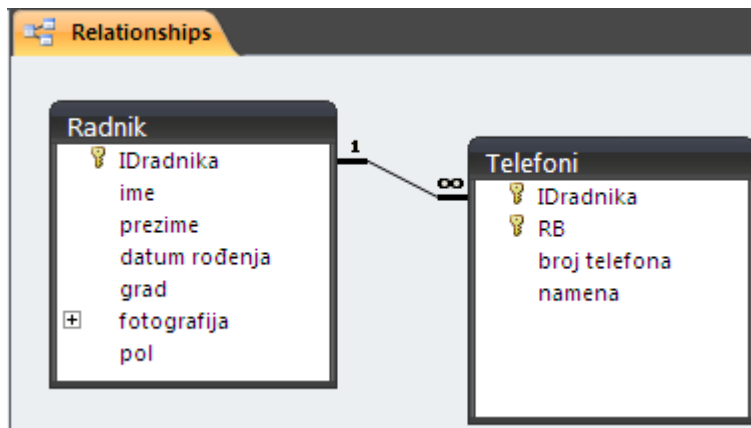 Relationships
Radnik
IDradnika
ime
prezime
datum rođenja
grad
fotografija
pol
1
∞
Telefoni
IDradnika
RB
broj telefona
namena